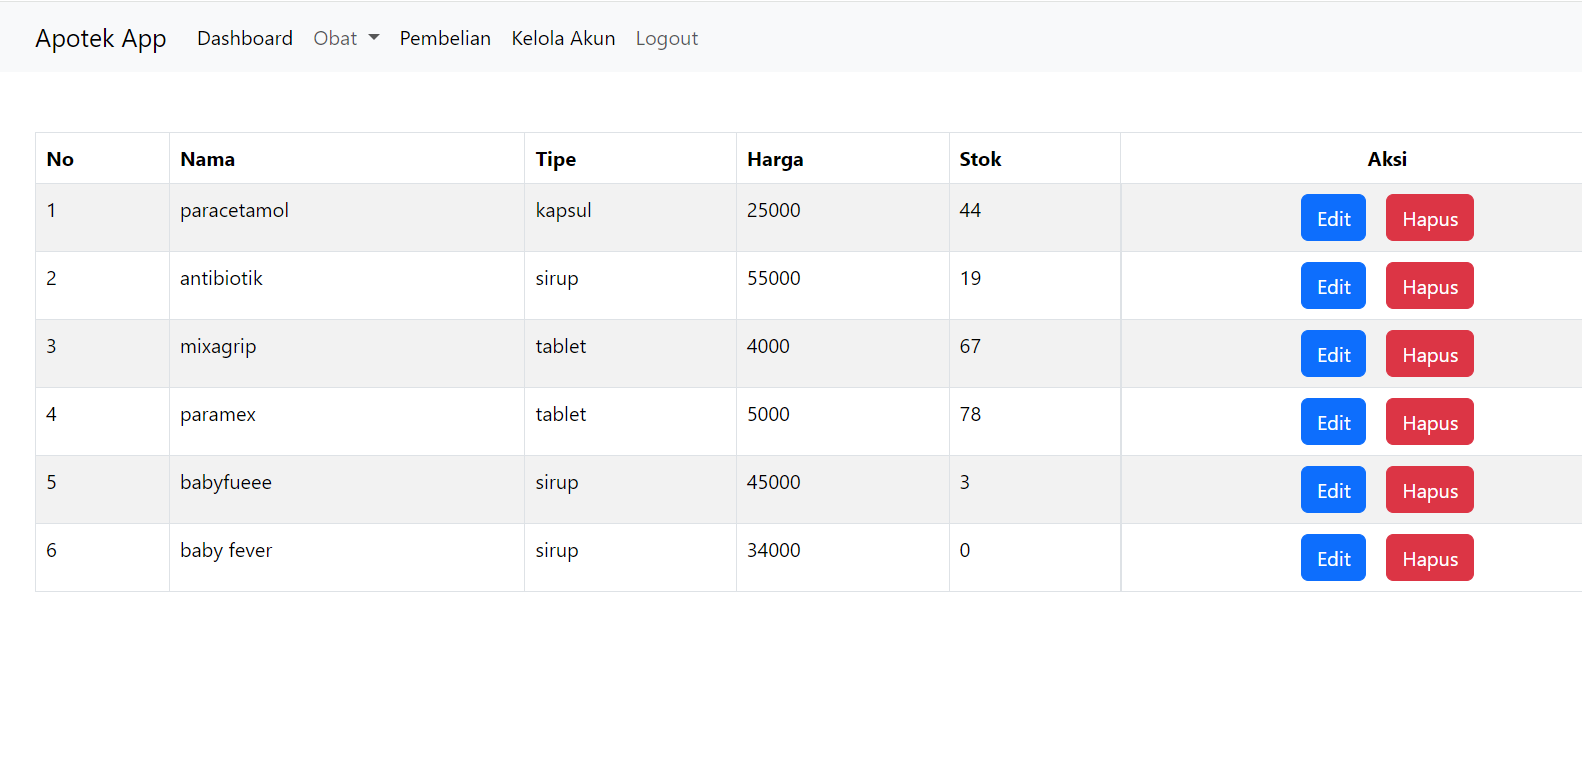 Apotek App Dashboard Obat Pembelian Kelola Akun Logout
No Nama Tipe Harga Stok Aksi
1 paracetamol kapsul 25000 44 Edit Hapus
2 antibiotik sirup 55000 19 Edit Hapus
3 mixagrip tablet 4000 67 Edit Hapus
4 paramex tablet 5000 78 Edit Hapus
5 babyfueee sirup 45000 3 Edit Hapus
6 baby fever sirup 34000 0 Edit Hapus